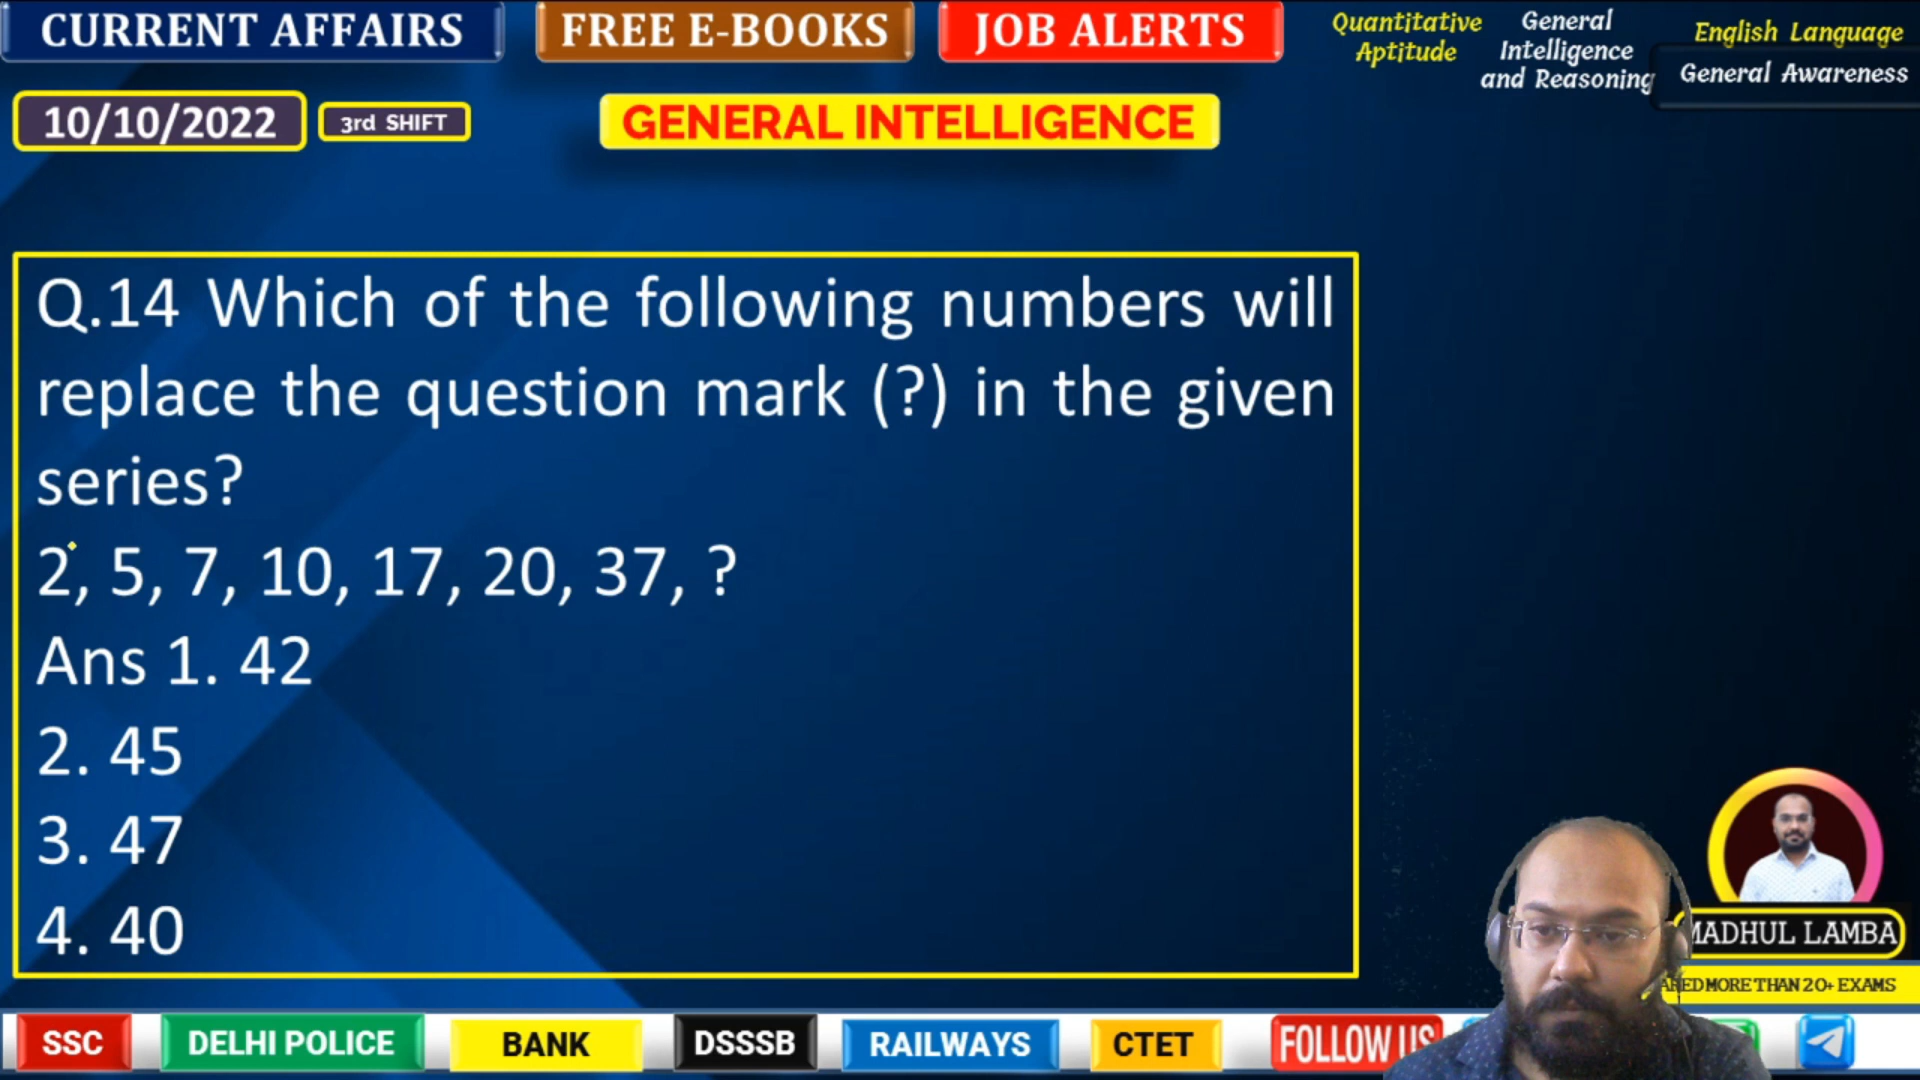 CURRENT AFFAIRS
FREE E-BOOKS
JOB ALERTS
Quantitative
Aptitude
General
Intelligence
and Reasoning
English Language
General Awareness
10/10/2022
3rd SHIFT
GENERAL INTELLIGENCE
Q.14 Which of the following numbers will
replace the question mark (?) in the given
series?
2, 5, 7, 10, 17, 20, 37, ?
Ans 1. 42
2. 45
3. 47
4. 40
MADHUL LAMBA
MORE THAN 20+ EXAMS
SSC
DELHI POLICE
BANK
DSSSB
RAILWAYS
CTET
FOLLOW US